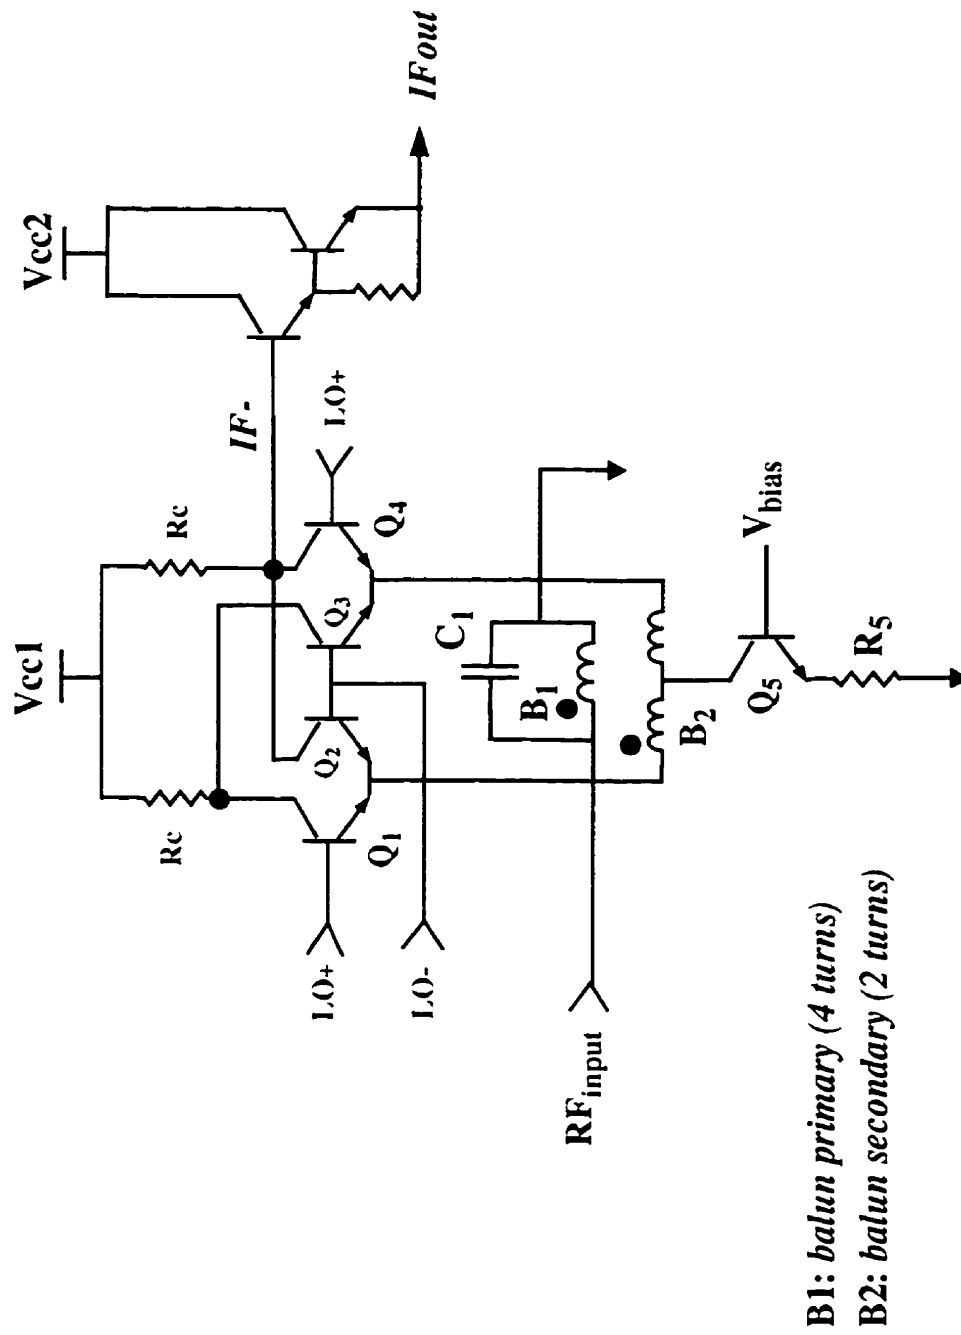 Vcc2
Vcc1
IFout
IF-
Rc
Rc
LO+
Q4
Q3
Q2
Q1
LO+
LO-
C1
B1
B2
Vbias
Q5
R5
RFinput
B1: balun primary (4 turns)
B2: balun secondary (2 turns)